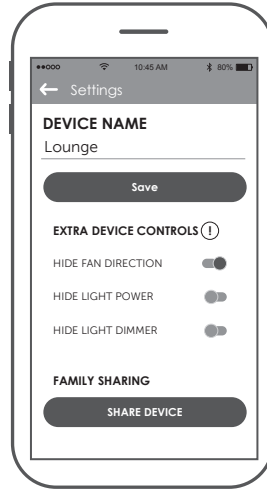 10:45 AM 80%
← Settings
DEVICE NAME
Lounge
Save
EXTRA DEVICE CONTROLS !
HIDE FAN DIRECTION
HIDE LIGHT POWER
HIDE LIGHT DIMMER
FAMILY SHARING
SHARE DEVICE